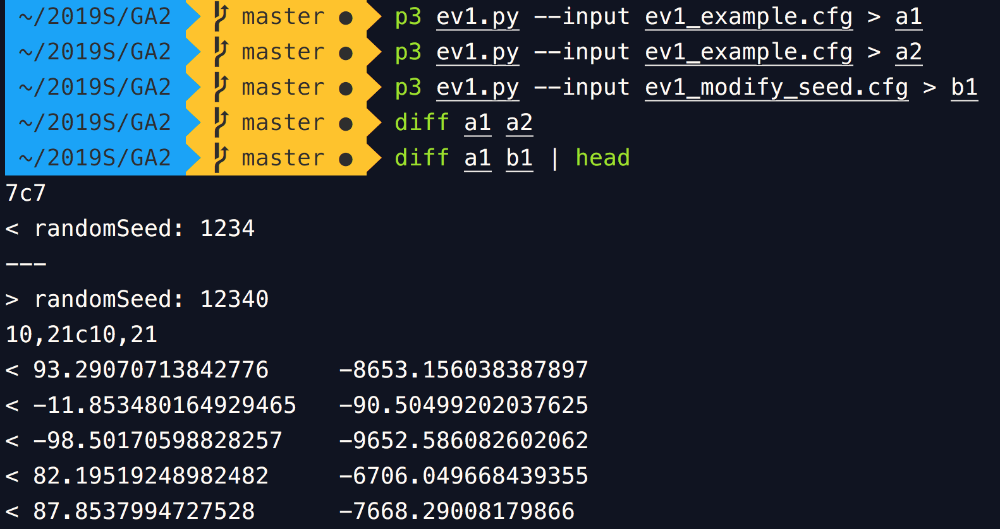 ~/2019S/GA2 master ● p3 ev1.py --input ev1_example.cfg > a1
~/2019S/GA2 master ● p3 ev1.py --input ev1_example.cfg > a2
~/2019S/GA2 master ● p3 ev1.py --input ev1_modify_seed.cfg > b1
~/2019S/GA2 master ● diff a1 a2
~/2019S/GA2 master ● diff a1 b1 | head
7c7
< randomSeed: 1234
---
> randomSeed: 12340
10,21c10,21
< 93.29070713842776 -8653.156038387897
< -11.853480164929465 -90.50499202037625
< -98.50170598828257 -9652.586082602062
< 82.19519248982482 -6706.049668439355
< 87.8537994727528 -7668.29008179866